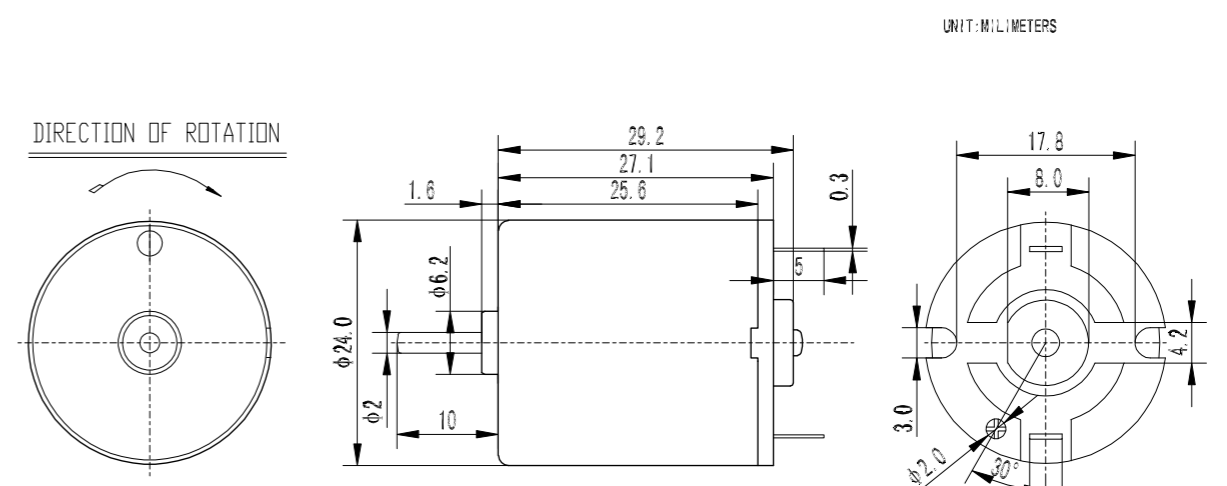 UNIT:MILIMETERS
DIRECTION OF ROTATION
29.2
27.1
25.6
1.6
0.3
5
ϕ6.2
ϕ24.0
ϕ2
10
17.8
8.0
4.2
3.0
ϕ2.0
30°